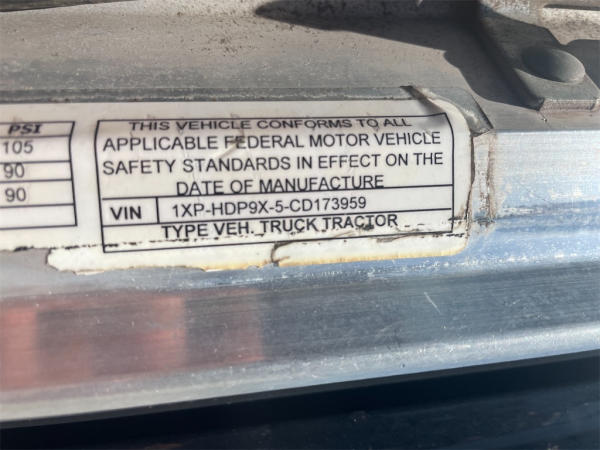 PSI
105
90
90
THIS VEHICLE CONFORMS TO ALL
APPLICABLE FEDERAL MOTOR VEHICLE
SAFETY STANDARDS IN EFFECT ON THE
DATE OF MANUFACTURE
VIN 1XP-HDP9X-5-CD173959
TYPE VEH. TRUCK TRACTOR